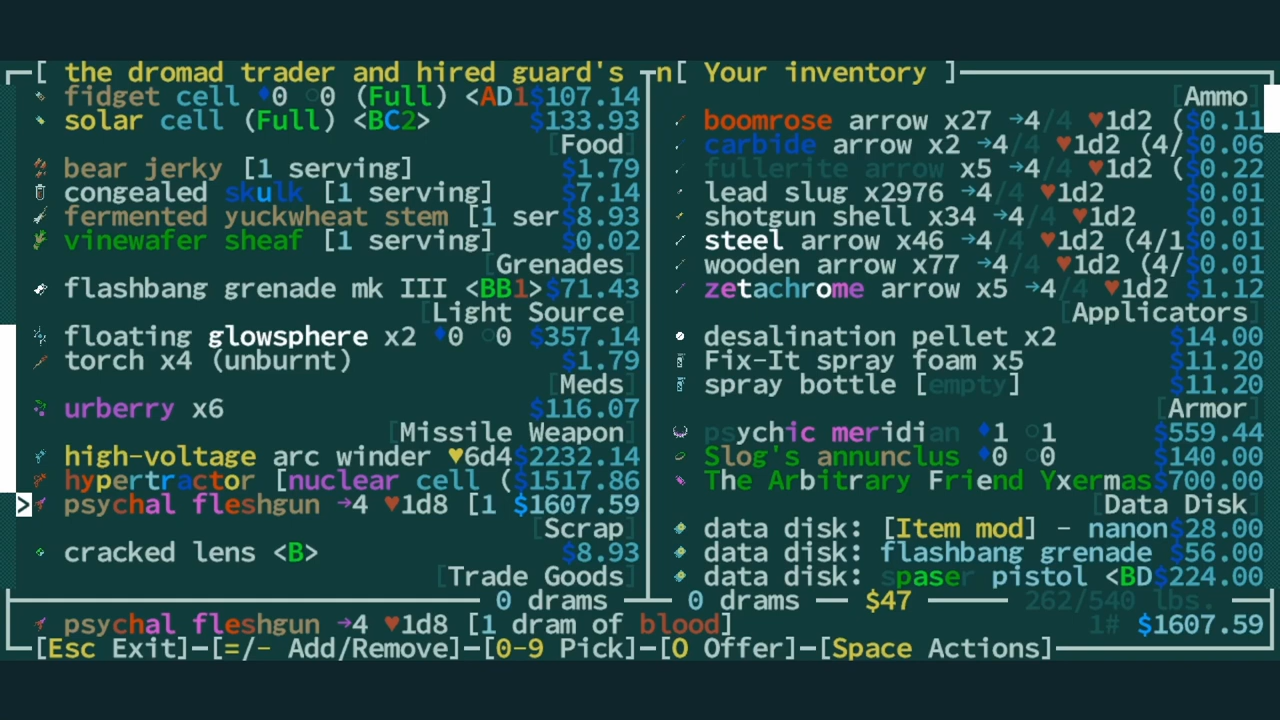 [ the dromad trader and hired guard's n[ Your inventory ]
fidget cell ♦0 ○0 (Full) <AD1$107.14
solar cell (Full) <BC2> $133.93
[Food]
bear jerky [1 serving] $1.79
congealed skulk [1 serving] $7.14
fermented yuckwheat stem [1 ser$8.93
vinewafer sheaf [1 serving] $0.02
[Grenades]
flashbang grenade mk III <BB1>$71.43
[Light Source]
floating glowsphere x2 ♦0 ○0 $357.14
torch x4 (unburnt) $1.79
[Meds]
urberry x6 $116.07
[Missile Weapon]
high-voltage arc winder ♥6d4$2232.14
hypertractor [nuclear cell ($1517.86
> psychal fleshgun →4 ♥1d8 [1 $1607.59
[Scrap]
cracked lens <B> $8.93
[Trade Goods]
[Ammo]
boomrose arrow x27 →4/4 ♥1d2 ($0.11
carbide arrow x2 →4/4 ♥1d2 (4/$0.06
fullerite arrow x5 →4/4 ♥1d2 ($0.22
lead slug x2976 →4/4 ♥1d2 $0.01
shotgun shell x34 →4/4 ♥1d2 $0.01
steel arrow x46 →4/4 ♥1d2 (4/1$0.01
wooden arrow x77 →4/4 ♥1d2 (4/$0.01
zetachrome arrow x5 →4/4 ♥1d2 $1.12
[Applicators]
desalination pellet x2 $14.00
Fix-It spray foam x5 $11.20
spray bottle [empty] $11.20
[Armor]
psychic meridian ♦1 ○1 $559.44
Slog's annunclus ♦0 ○0 $140.00
The Arbitrary Friend Yxermas$700.00
[Data Disk]
data disk: [Item mod] - nanon$28.00
data disk: flashbang grenade $56.00
data disk: spaser pistol <BD$224.00
0 drams 0 drams $47 262/540 lbs.
psychal fleshgun →4 ♥1d8 [1 dram of blood] 1# $1607.59
[Esc Exit] [=/- Add/Remove] [0-9 Pick] [O Offer] [Space Actions]